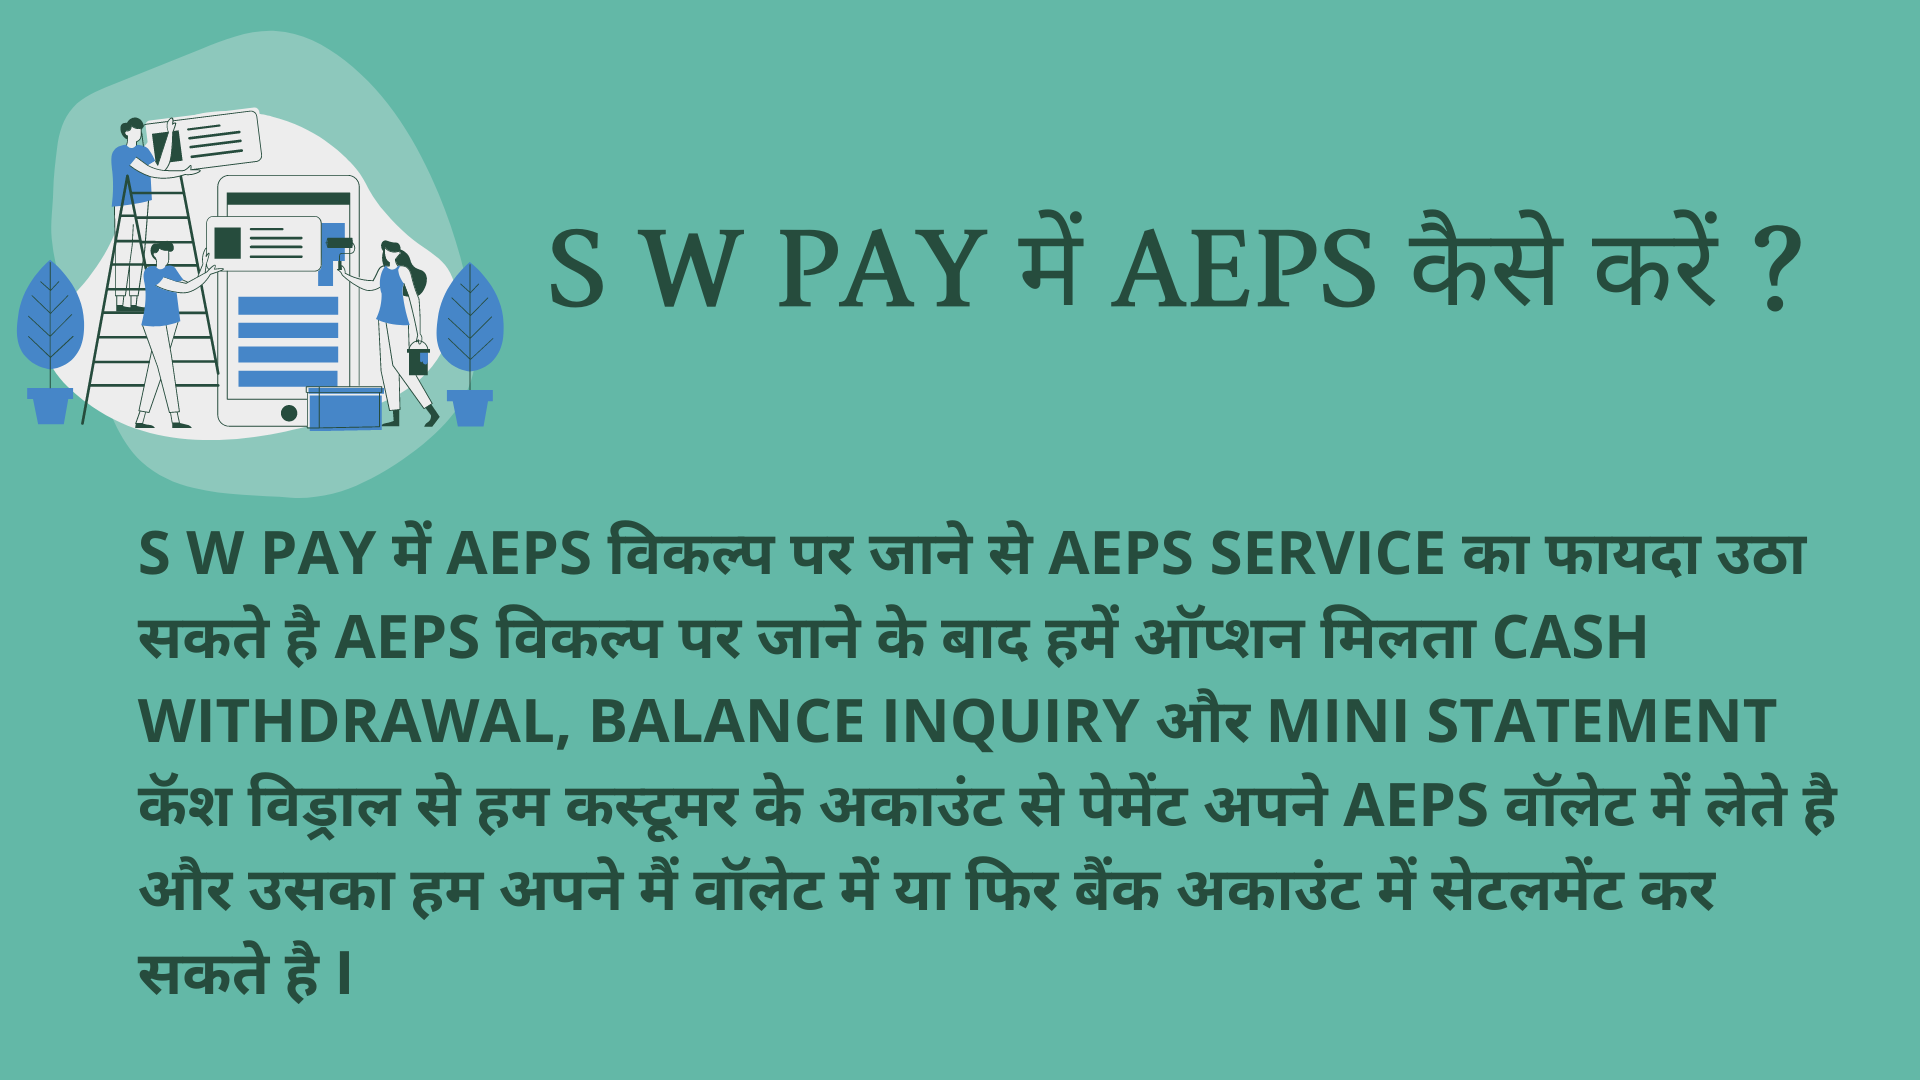 S W PAY में AEPS कैसे करें ?
S W PAY में AEPS विकल्प पर जाने से AEPS SERVICE का फायदा उठा
सकते है AEPS विकल्प पर जाने के बाद हमें ऑप्शन मिलता CASH
WITHDRAWAL, BALANCE INQUIRY और MINI STATEMENT
कॅश विड्राल से हम कस्टूमर के अकाउंट से पेमेंट अपने AEPS वॉलेट में लेते है
और उसका हम अपने मैं वॉलेट में या फिर बैंक अकाउंट में सेटलमेंट कर
सकते है I